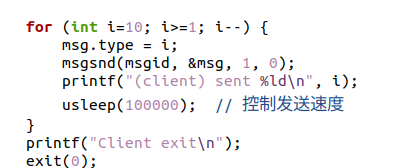 for (int i=10; i>=1; i--) {
    msg.type = i;
    msgsnd(msgid, &msg, 1, 0);
    printf("(client) sent %ld\n", i);
    usleep(100000);  // 控制发送速度
}
printf("Client exit\n");
exit(0);